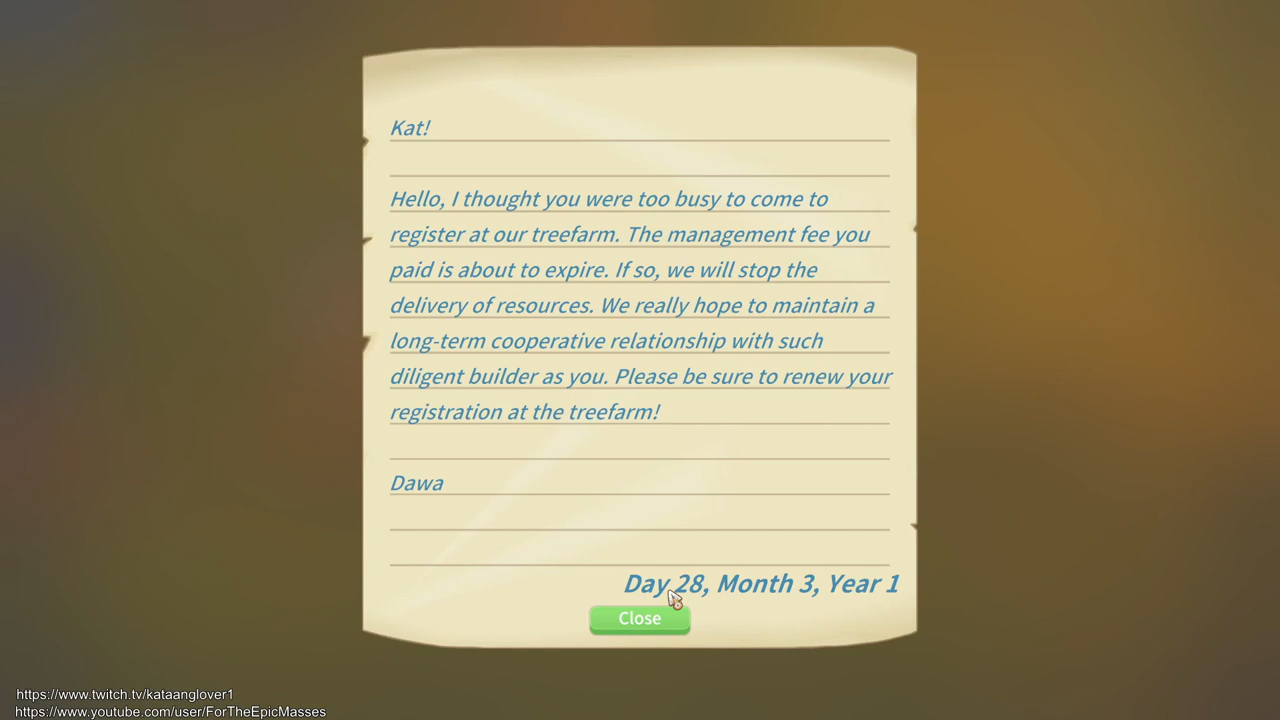 Kat!
Hello, I thought you were too busy to come to
register at our treefarm. The management fee you
paid is about to expire. If so, we will stop the
delivery of resources. We really hope to maintain a
long-term cooperative relationship with such
diligent builder as you. Please be sure to renew your
registration at the treefarm!
Dawa
Day 28, Month 3, Year 1
Close
https://www.twitch.tv/kataanglover1
https://www.youtube.com/user/ForTheEpicMasses